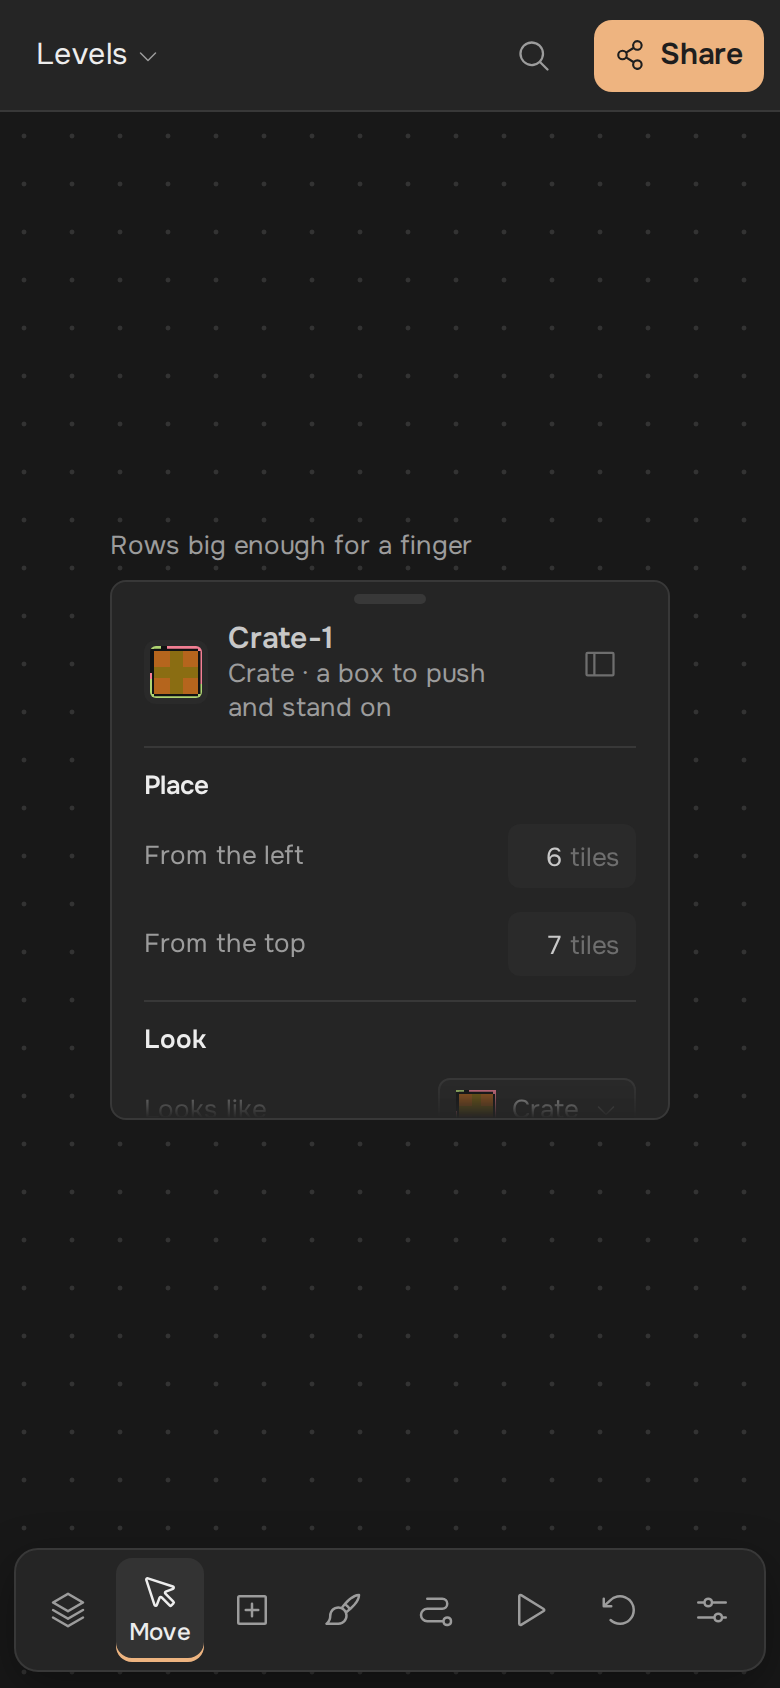 Levels
Share
Rows big enough for a finger
Crate-1
Crate · a box to push
and stand on
Place
From the left
6 tiles
From the top
7 tiles
Look
Looks like
Crate
Move